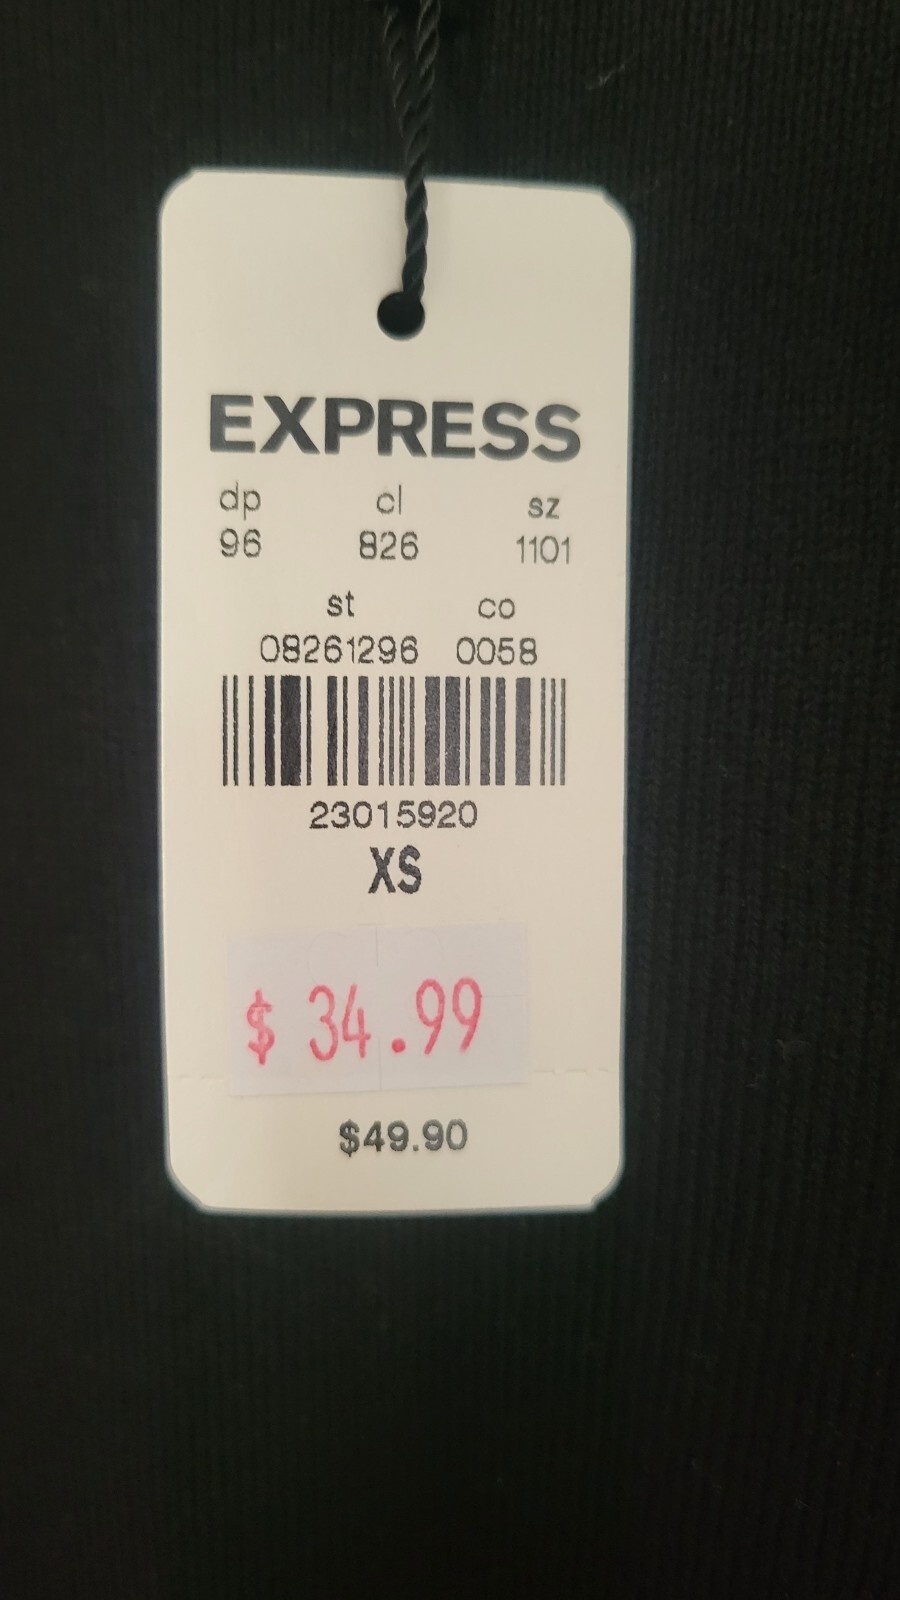 EXPRESS
dp cl sz
96 826 1101
st co
08261296 0058
23015920
XS
$ 34.99
$49.90